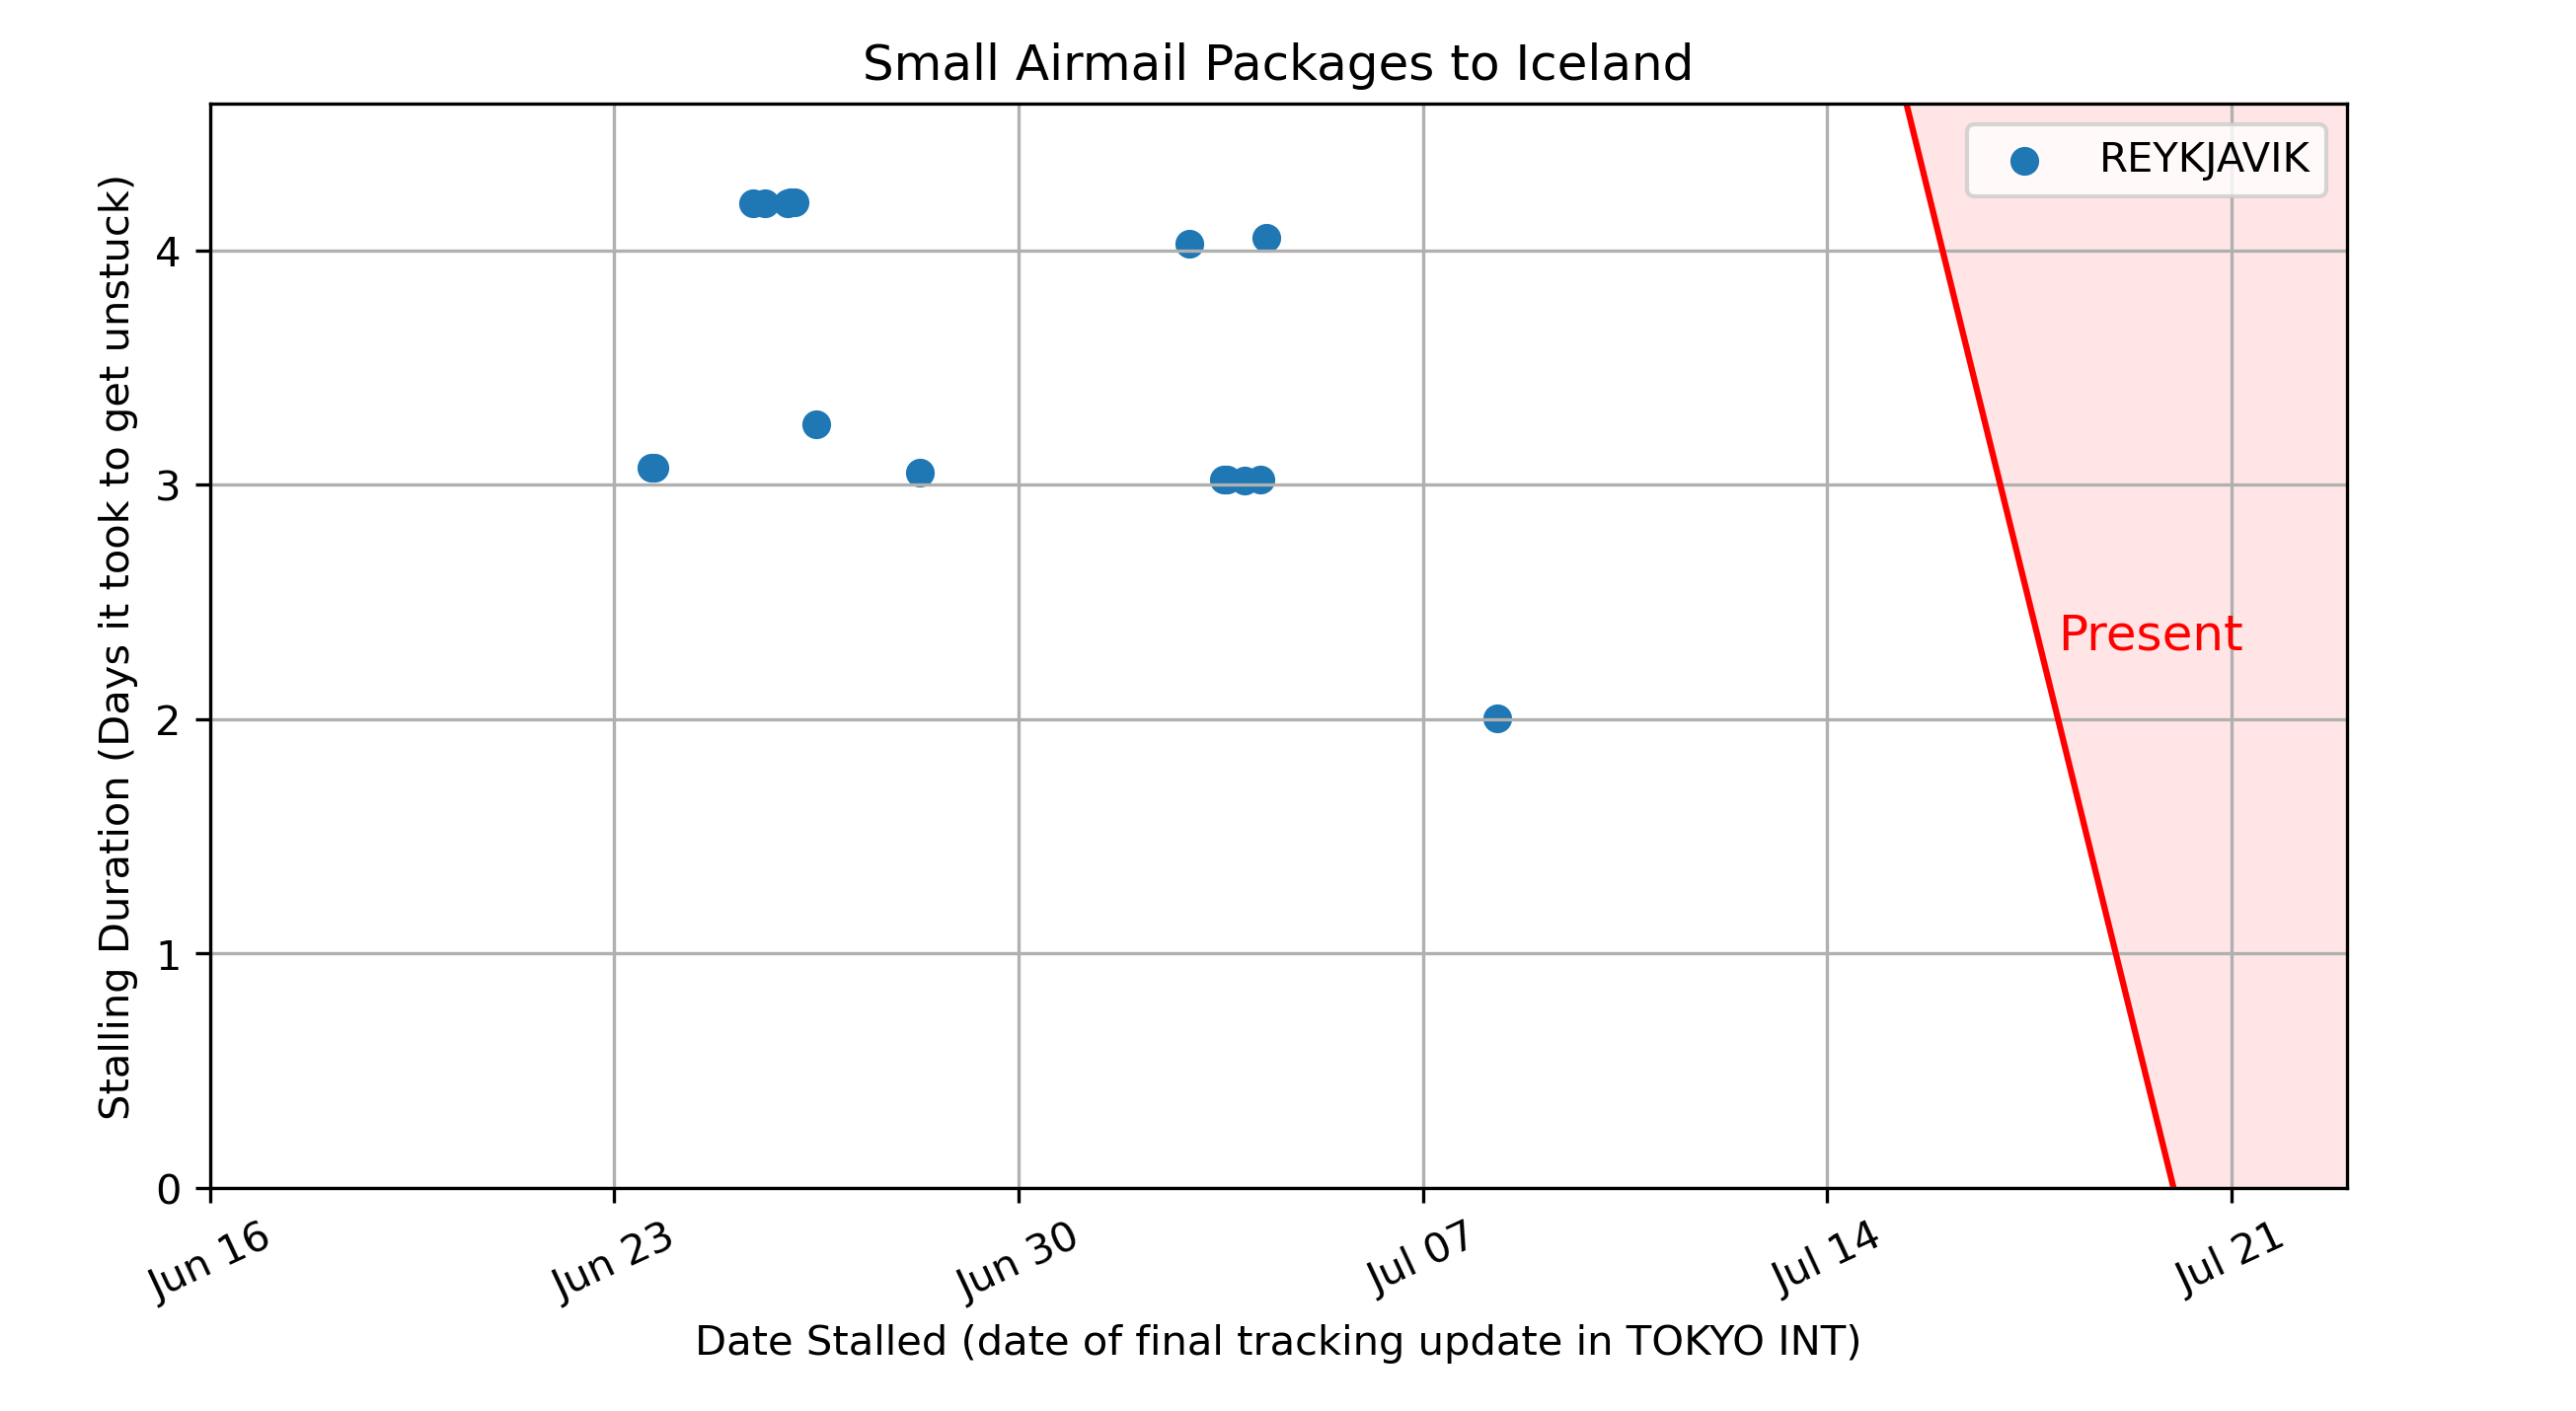 Small Airmail Packages to Iceland
REYKJAVIK
Stalling Duration (Days it took to get unstuck)
4
3
2
1
0
Present
Jun 16
Jun 23
Jun 30
Jul 07
Jul 14
Jul 21
Date Stalled (date of final tracking update in TOKYO INT)